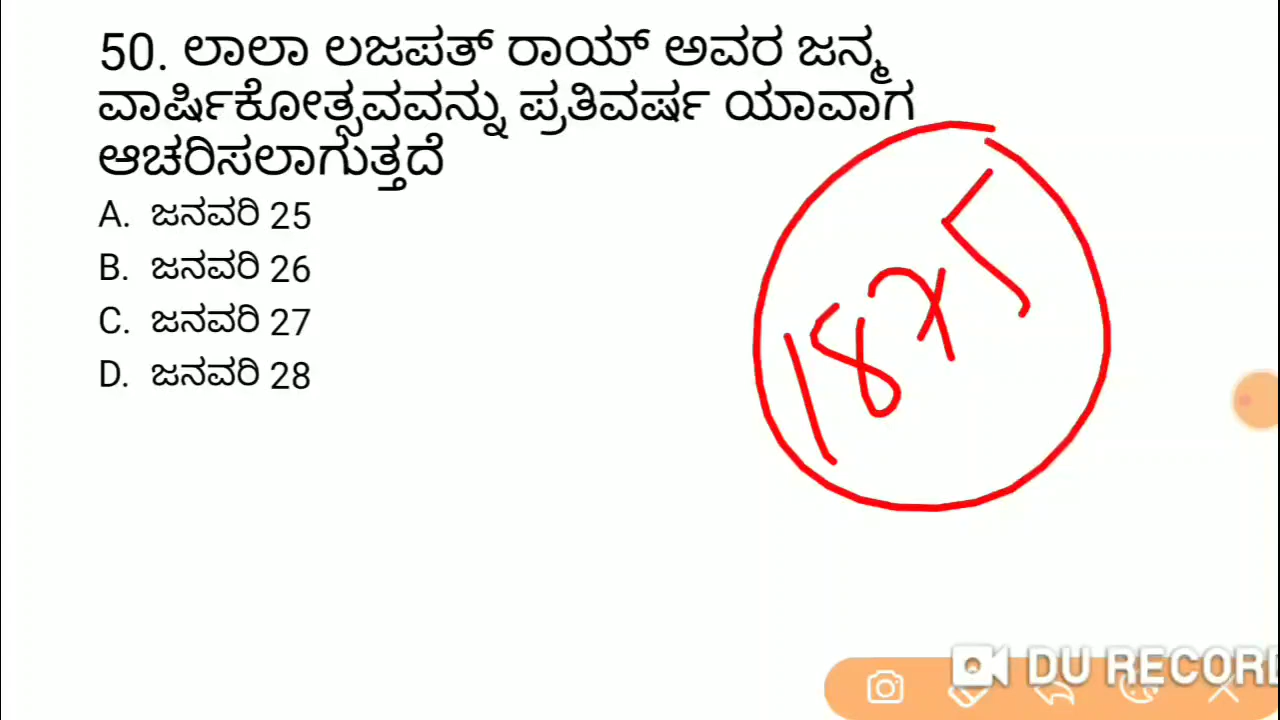 50. ಲಾಲಾ ಲಜಪತ್ ರಾಯ್ ಅವರ ಜನ್ಮ
ವಾರ್ಷಿಕೋತ್ಸವವನ್ನು ಪ್ರತಿವರ್ಷ ಯಾವಾಗ
ಆಚರಿಸಲಾಗುತ್ತದೆ
A. ಜನವರಿ 25
B. ಜನವರಿ 26
C. ಜನವರಿ 27
D. ಜನವರಿ 28
1875
DU RECORD